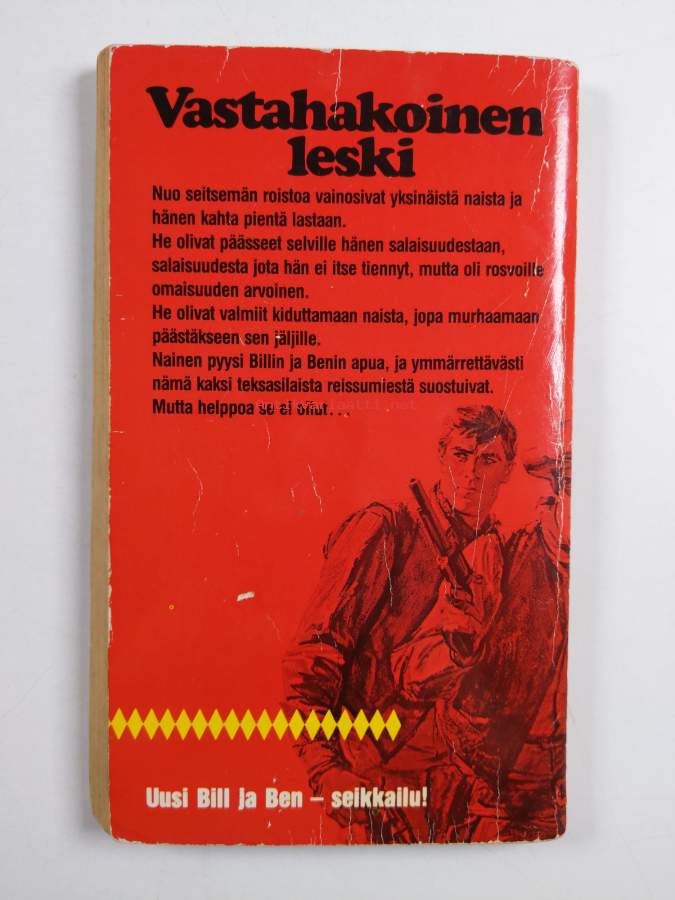 Vastahakoinen
leski
Nuo seitsemän roistoa vainosivat yksinäistä naista ja
hänen kahta pientä lastaan.
He olivat päässeet selville hänen salaisuudestaan,
salaisuudesta jota hän ei itse tiennyt, mutta oli rosvoille
omaisuuden arvoinen.
He olivat valmiit kiduttamaan naista, jopa murhaamaan
päästäkseen sen jäljille.
Nainen pyysi Billin ja Benin apua, ja ymmärrettävästi
nämä kaksi teksasilaista reissumiestä suostuivat.
Mutta helppoa se ei ollut...
Uusi Bill ja Ben – seikkailu!